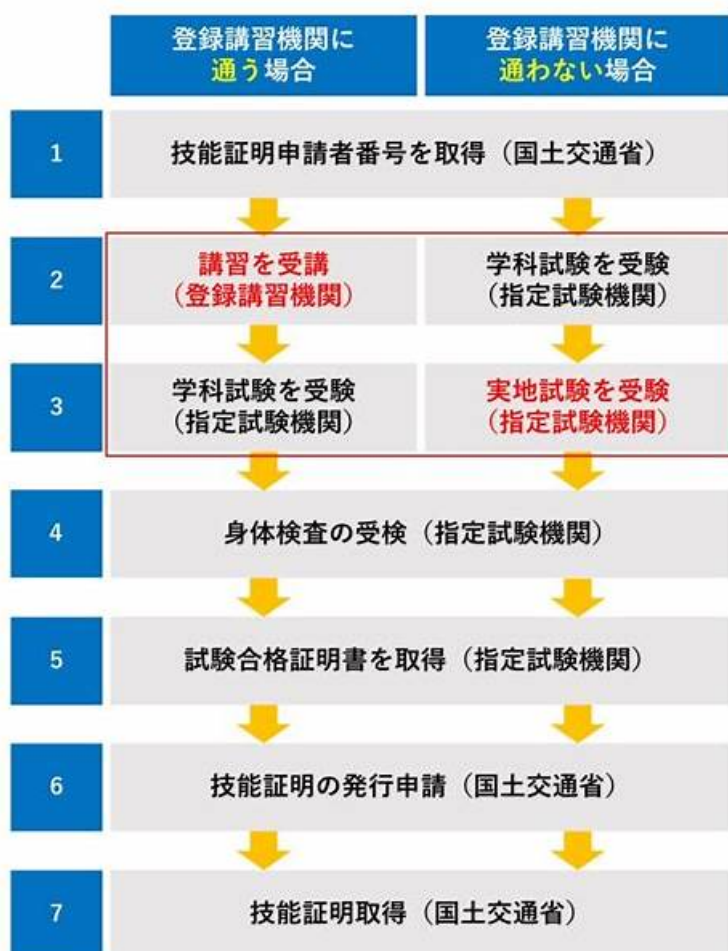 登録講習機関に
通う場合
登録講習機関に
通わない場合
1
技能証明申請者番号を取得（国土交通省）
2
講習を受講
（登録講習機関）
学科試験を受験
（指定試験機関）
3
学科試験を受験
（指定試験機関）
実地試験を受験
（指定試験機関）
4
身体検査の受検（指定試験機関）
5
試験合格証明書を取得（指定試験機関）
6
技能証明の発行申請（国土交通省）
7
技能証明取得（国土交通省）